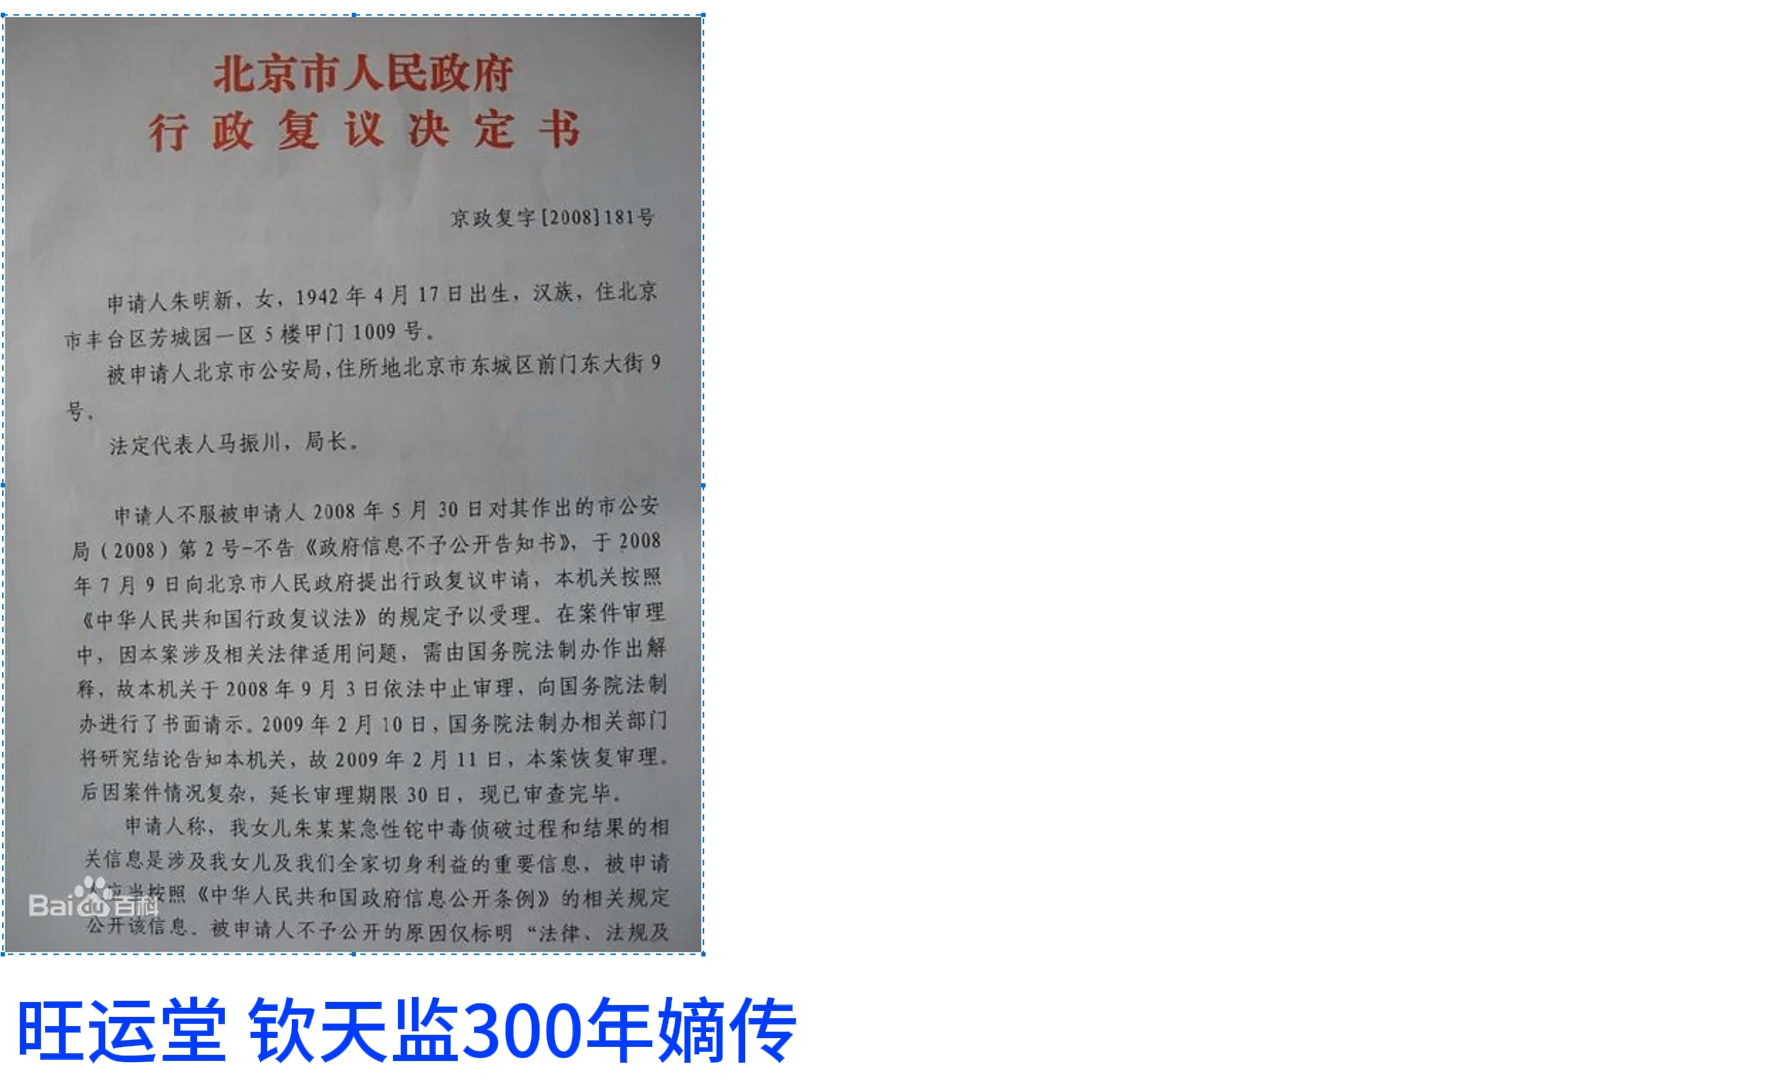 北京市人民政府
行政复议决定书
京政复字[2008]181号
申请人朱明新，女，1942年4月17日出生，汉族，住北京
市丰台区芳城园一区5楼甲门1009号。
被申请人北京市公安局，住所地北京市东城区前门东大街9
号。
法定代表人马振川，局长。
申请人不服被申请人2008年5月30日对其作出的市公安
局（2008）第2号-不告《政府信息不予公开告知书》，于2008
年7月9日向北京市人民政府提出行政复议申请，本机关按照
《中华人民共和国行政复议法》的规定予以受理。在案件审理
中，因本案涉及相关法律适用问题，需由国务院法制办作出解
释，故本机关于2008年9月3日依法中止审理，向国务院法制
办进行了书面请示。2009年2月10日，国务院法制办相关部门
将研究结论告知本机关，故2009年2月11日，本案恢复审理。
后因案件情况复杂，延长审理期限30日，现已审查完毕。
申请人称，我女儿朱某某急性铊中毒侦破过程和结果的相
关信息是涉及我女儿及我们全家切身利益的重要信息，被申请
人应当按照《中华人民共和国政府信息公开条例》的相关规定
公开该信息。被申请人不予公开的原因仅标明“法律、法规及
Bai du 百科
旺运堂 钦天监300年嫡传